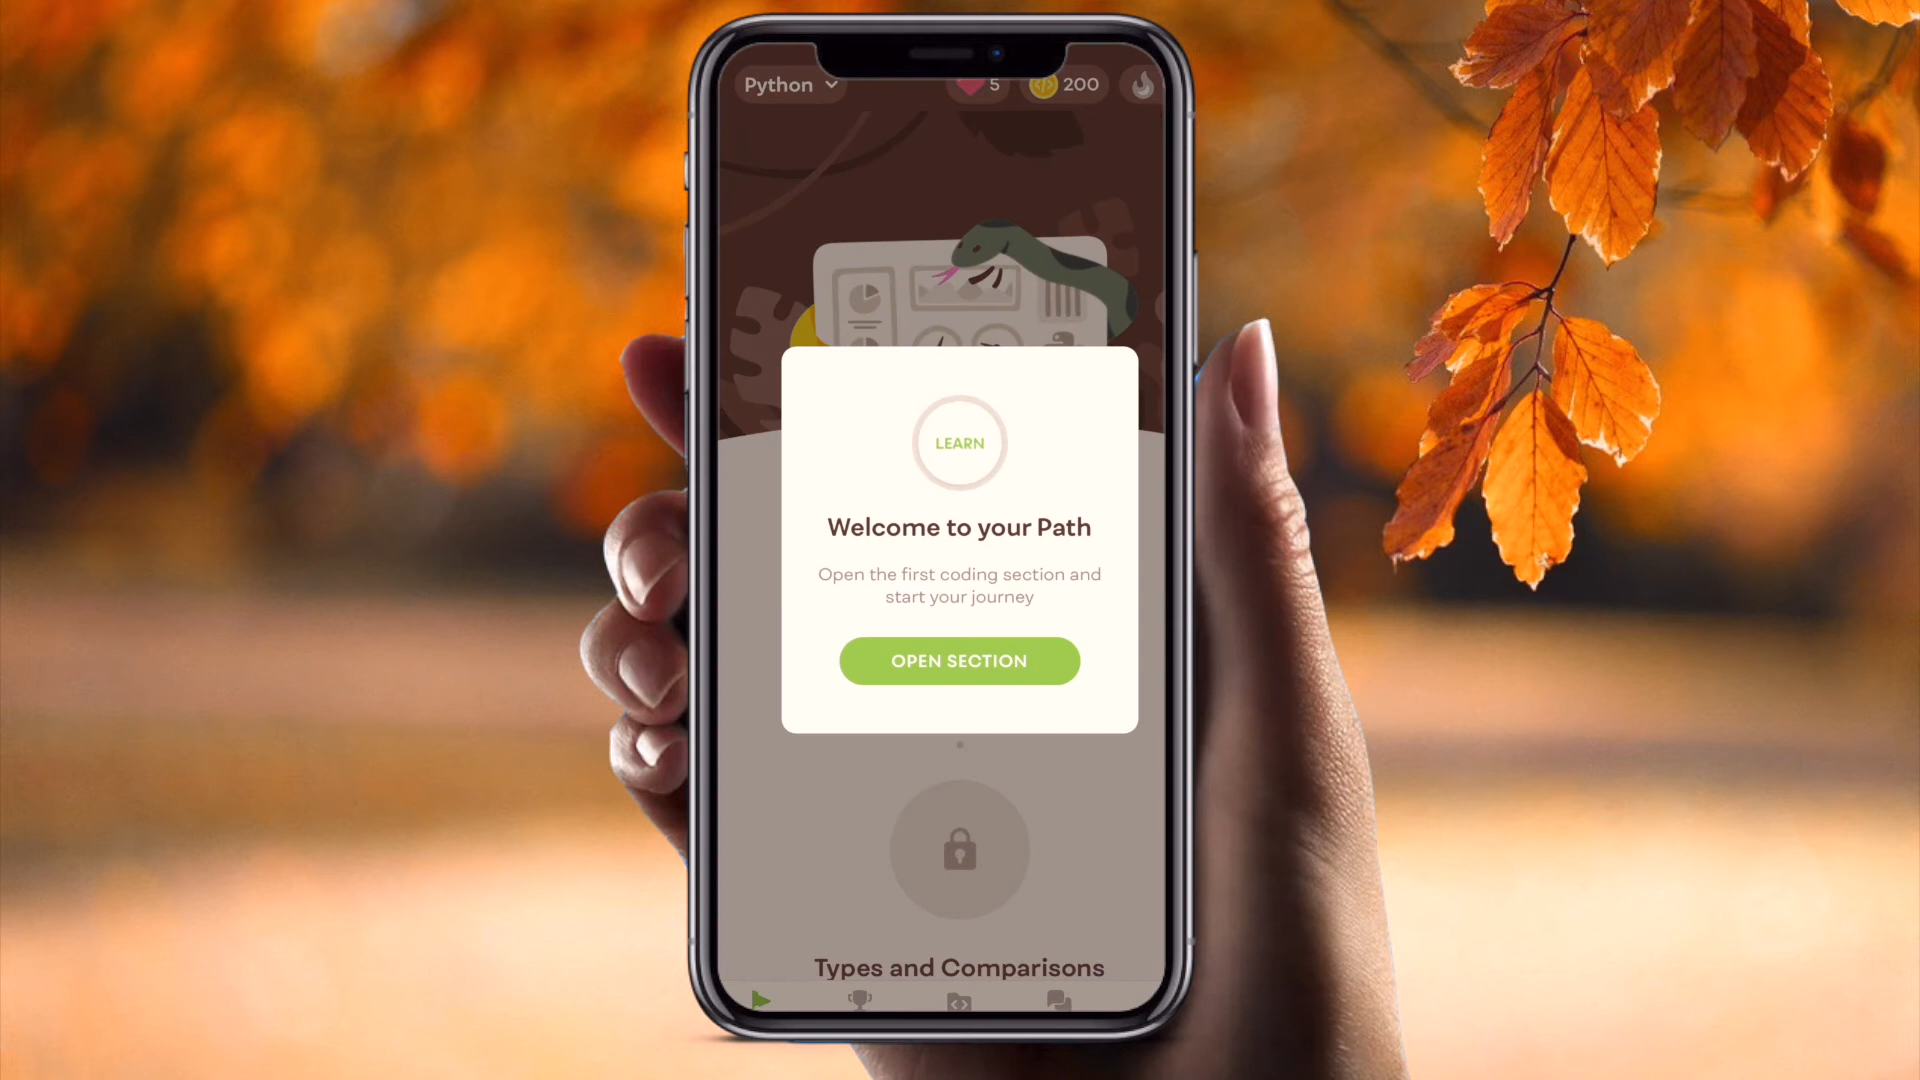 Python
5
200
LEARN
Welcome to your Path
Open the first coding section and
start your journey
OPEN SECTION
Types and Comparisons